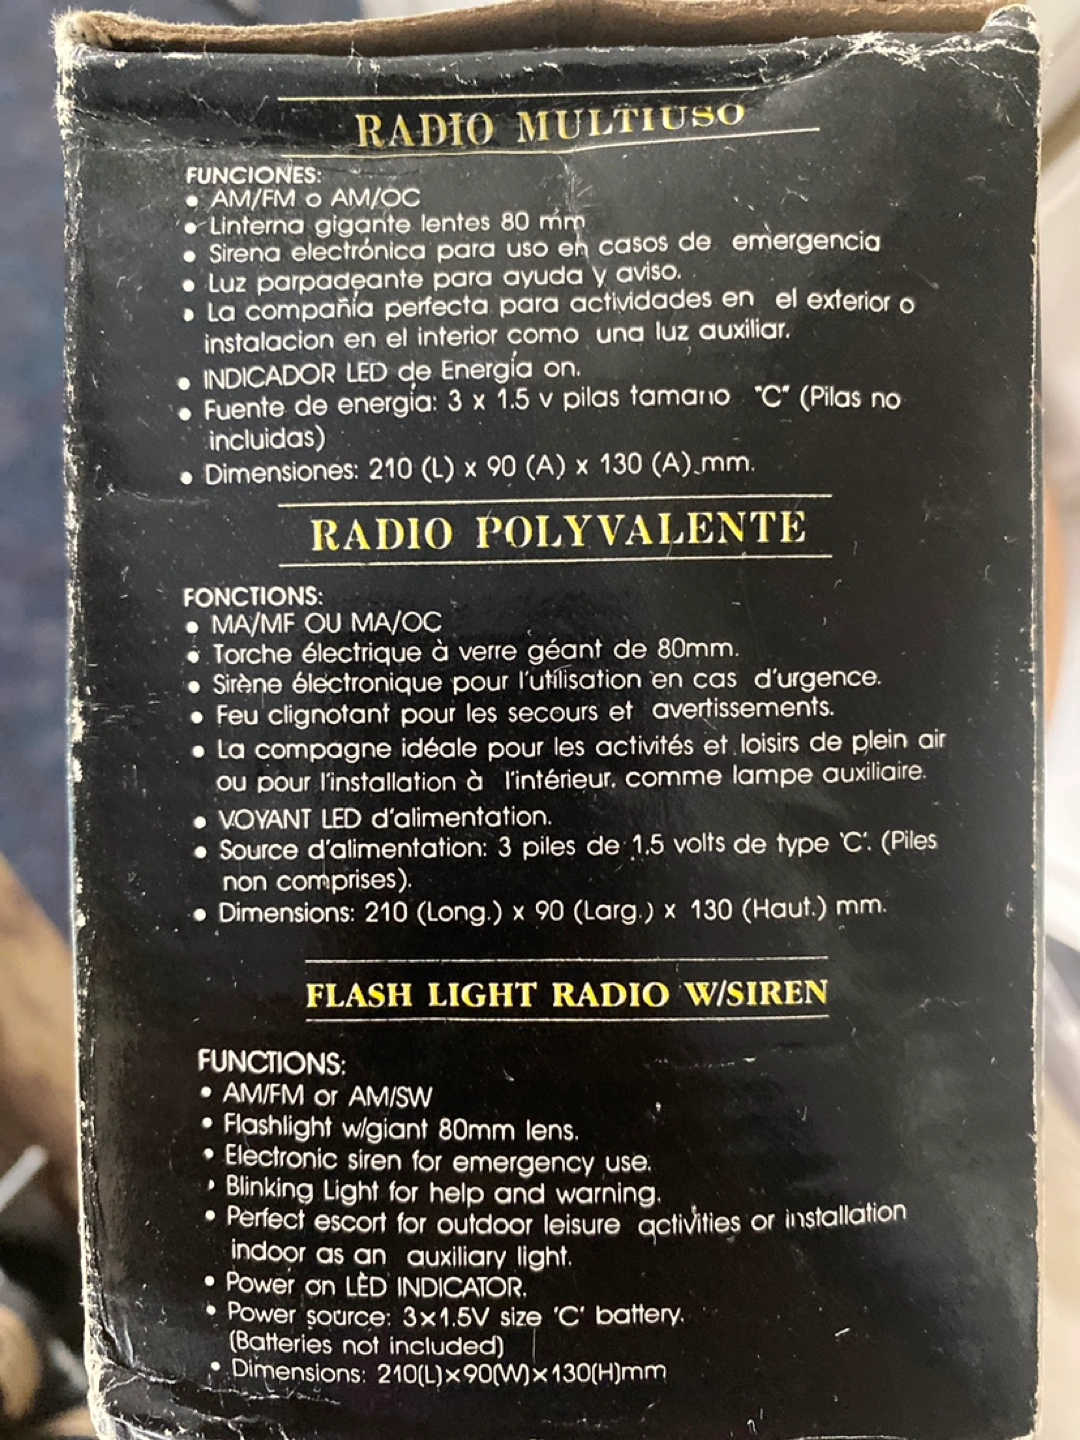 RADIO MULTIUSO
FUNCIONES:
• AM/FM o AM/OC
• Linterna gigante lentes 80 mm
• Sirena electrónica para uso en casos de emergencia
• Luz parpadeante para ayuda y aviso.
• La compañía perfecta para actividades en el exterior o
instalacion en el interior como una luz auxiliar.
• INDICADOR LED de Energía on.
• Fuente de energía: 3 x 1.5 v pilas tamano "C" (Pilas no
incluidas)
• Dimensiones: 210 (L) x 90 (A) x 130 (A) mm.
RADIO POLYVALENTE
FONCTIONS:
• MA/MF OU MA/OC
• Torche électrique à verre géant de 80mm.
• Sirène électronique pour l'utilisation en cas d'urgence.
• Feu clignotant pour les secours et avertissements.
• La compagne idéale pour les activités et loisirs de plein air
ou pour l'installation à l'intérieur, comme lampe auxiliaire.
• VOYANT LED d'alimentation.
• Source d'alimentation: 3 piles de 1,5 volts de type 'C'. (Piles
non comprises).
• Dimensions: 210 (Long.) x 90 (Larg.) x 130 (Haut.) mm.
FLASH LIGHT RADIO W/SIREN
FUNCTIONS:
• AM/FM or AM/SW
• Flashlight w/giant 80mm lens.
• Electronic siren for emergency use.
• Blinking Light for help and warning.
• Perfect escort for outdoor leisure activities or installation
indoor as an auxiliary light.
• Power on LED INDICATOR.
• Power source: 3x1.5V size 'C' battery.
(Batteries not included)
• Dimensions: 210(L)x90(W)x130(H)mm